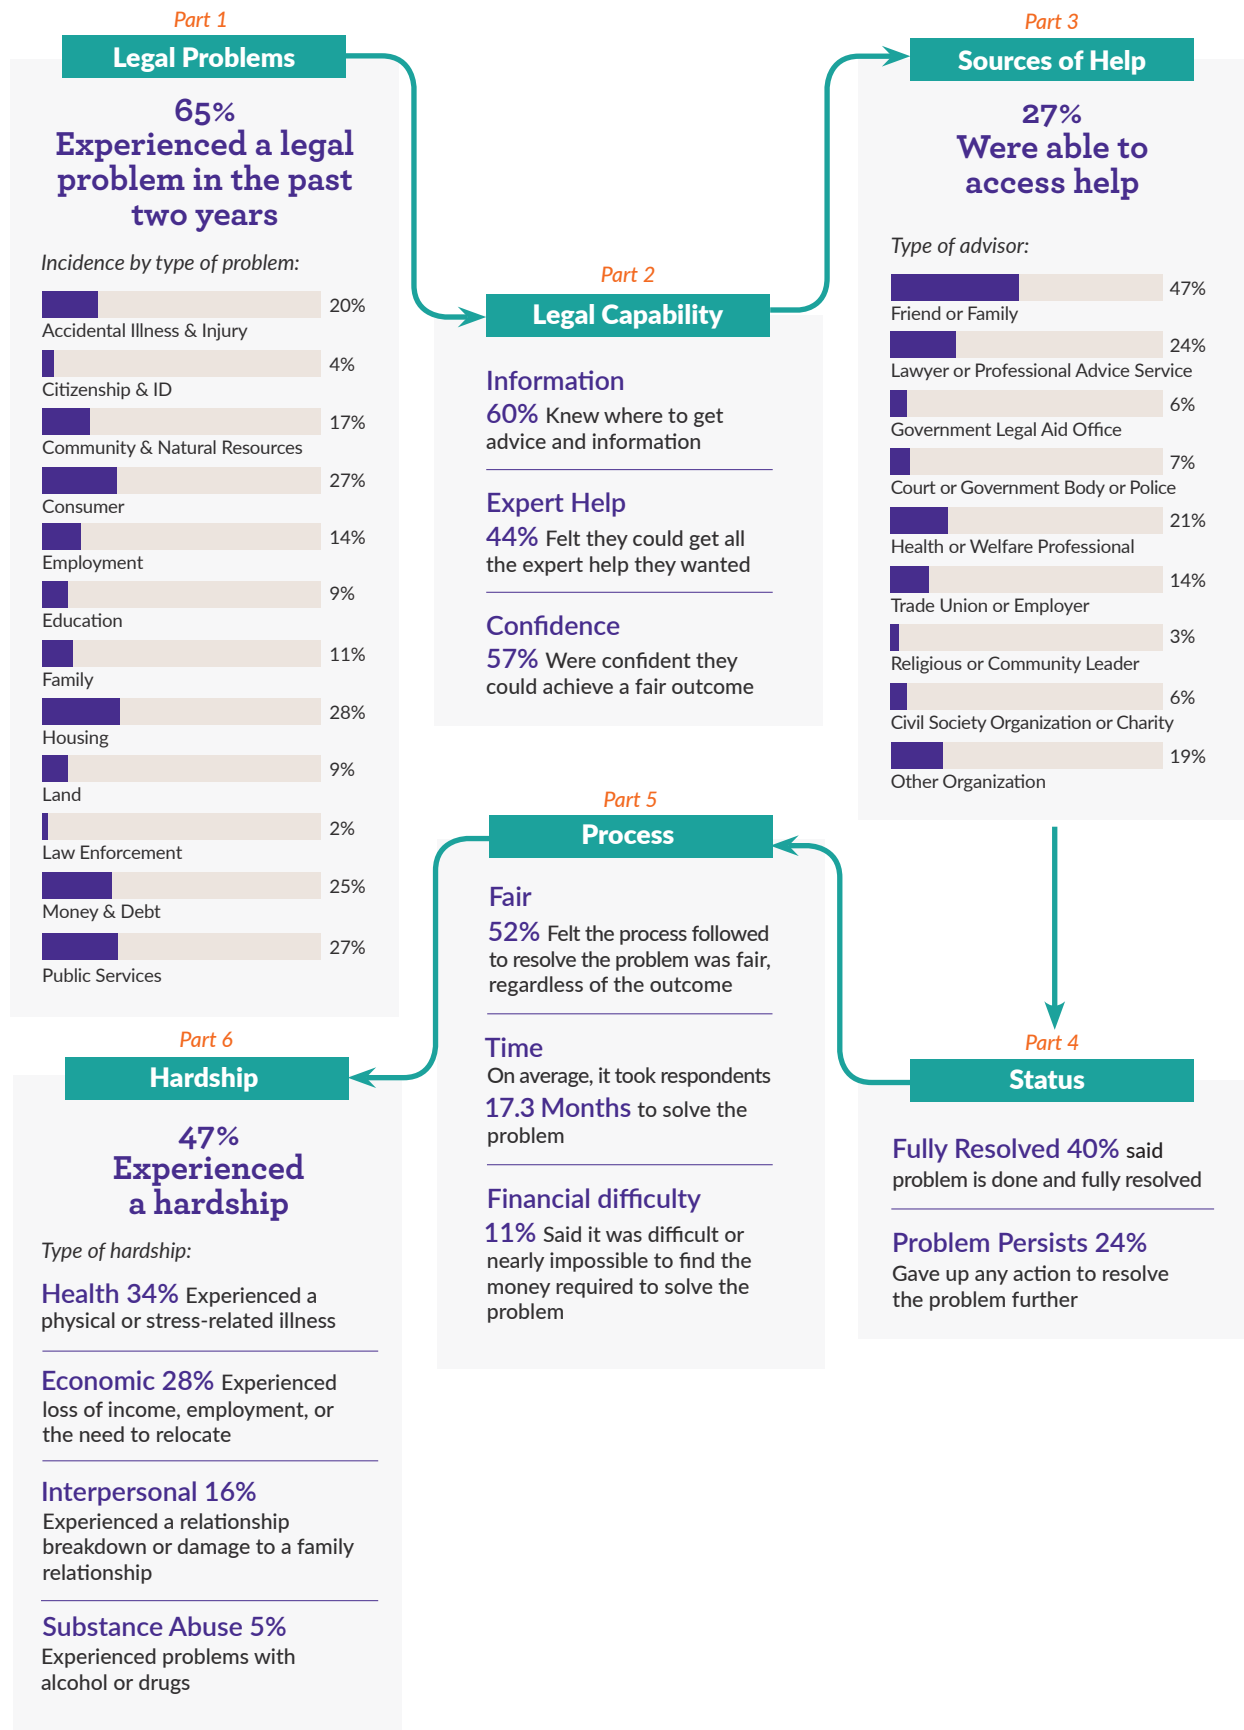 Part 1
Legal Problems
65%
Experienced a legal
problem in the past
two years
Incidence by type of problem:
20%
Accidental Illness & Injury
4%
Citizenship & ID
17%
Community & Natural Resources
27%
Consumer
14%
Employment
9%
Education
11%
Family
28%
Housing
9%
Land
2%
Law Enforcement
25%
Money & Debt
27%
Public Services
Part 2
Legal Capability
Information
60% Knew where to get
advice and information
Expert Help
44% Felt they could get all
the expert help they wanted
Confidence
57% Were confident they
could achieve a fair outcome
Part 3
Sources of Help
27%
Were able to
access help
Type of advisor:
47%
Friend or Family
24%
Lawyer or Professional Advice Service
6%
Government Legal Aid Office
7%
Court or Government Body or Police
21%
Health or Welfare Professional
14%
Trade Union or Employer
3%
Religious or Community Leader
6%
Civil Society Organization or Charity
19%
Other Organization
Part 4
Status
Fully Resolved 40% said
problem is done and fully resolved
Problem Persists 24%
Gave up any action to resolve
the problem further
Part 5
Process
Fair
52% Felt the process followed
to resolve the problem was fair,
regardless of the outcome
Time
On average, it took respondents
17.3 Months to solve the
problem
Financial difficulty
11% Said it was difficult or
nearly impossible to find the
money required to solve the
problem
Part 6
Hardship
47%
Experienced
a hardship
Type of hardship:
Health 34% Experienced a
physical or stress-related illness
Economic 28% Experienced
loss of income, employment, or
the need to relocate
Interpersonal 16%
Experienced a relationship
breakdown or damage to a family
relationship
Substance Abuse 5%
Experienced problems with
alcohol or drugs